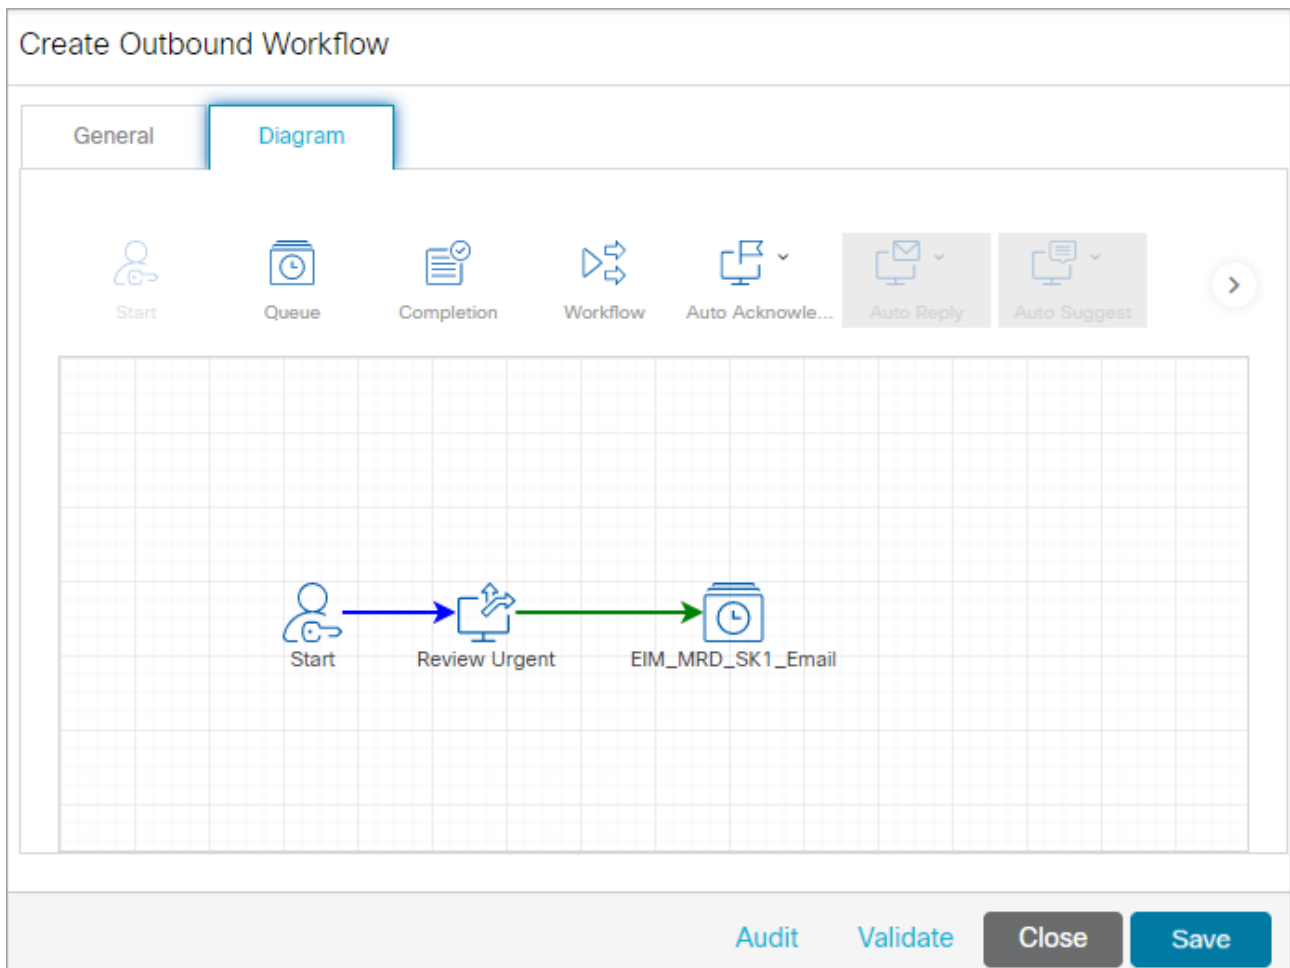 Create Outbound Workflow
General Diagram
Start Queue Completion Workflow Auto Acknowle... Auto Reply Auto Suggest
Start Review Urgent EIM_MRD_SK1_Email
Audit Validate Close Save